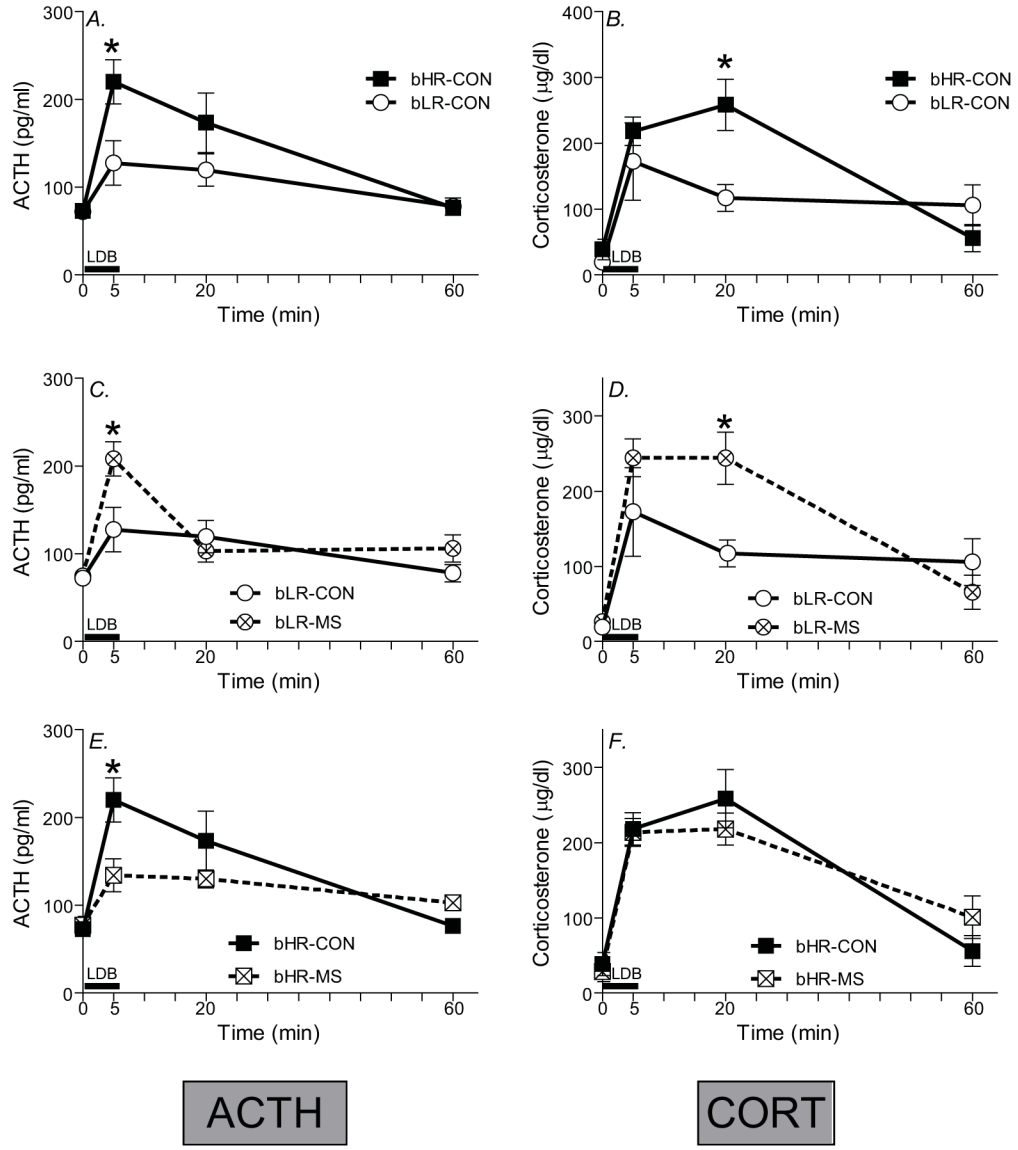 A.
ACTH (pg/ml)
300
200
100
0
*
bHR-CON
bLR-CON
LDB
0 5 20 60
Time (min)
B.
Corticosterone (μg/dl)
400
300
200
100
0
*
bHR-CON
bLR-CON
LDB
0 5 20 60
Time (min)
C.
ACTH (pg/ml)
300
200
100
0
*
bLR-CON
bLR-MS
LDB
0 5 20 60
Time (min)
D.
Corticosterone (μg/dl)
300
200
100
0
*
bLR-CON
bLR-MS
LDB
0 5 20 60
Time (min)
E.
ACTH (pg/ml)
300
200
100
0
*
bHR-CON
bHR-MS
LDB
0 5 20 60
Time (min)
F.
Corticosterone (μg/dl)
300
200
100
0
bHR-CON
bHR-MS
LDB
0 5 20 60
Time (min)
ACTH
CORT